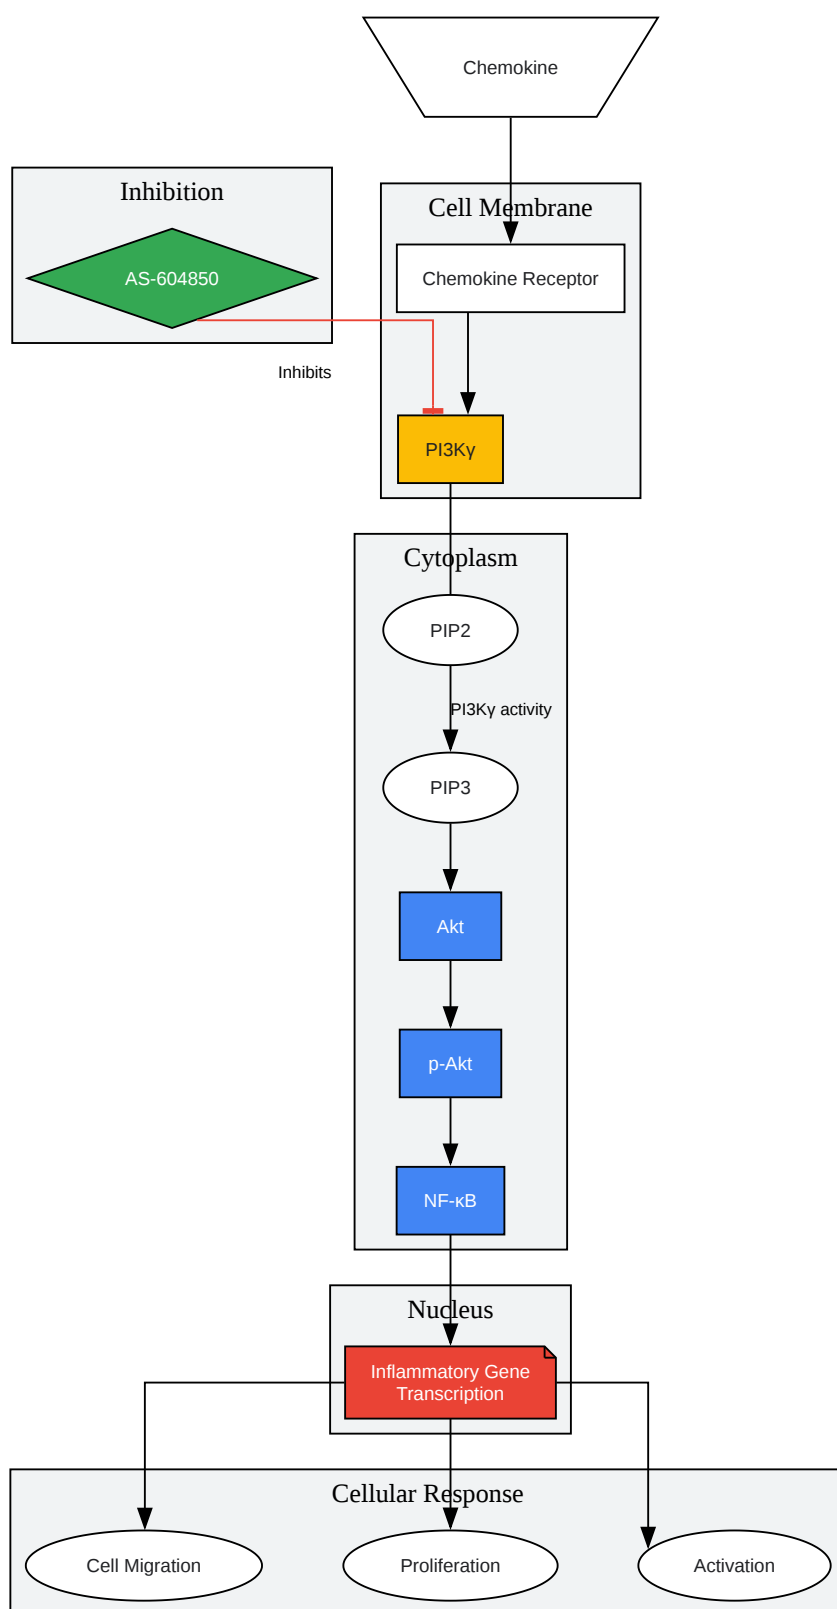 Chemokine
Inhibition
Cell Membrane
AS-604850
Chemokine Receptor
Inhibits
PI3Kγ
Cytoplasm
PIP2
PI3Kγ activity
PIP3
Akt
p-Akt
NF-κB
Nucleus
Inflammatory Gene
Transcription
Cellular Response
Cell Migration
Proliferation
Activation